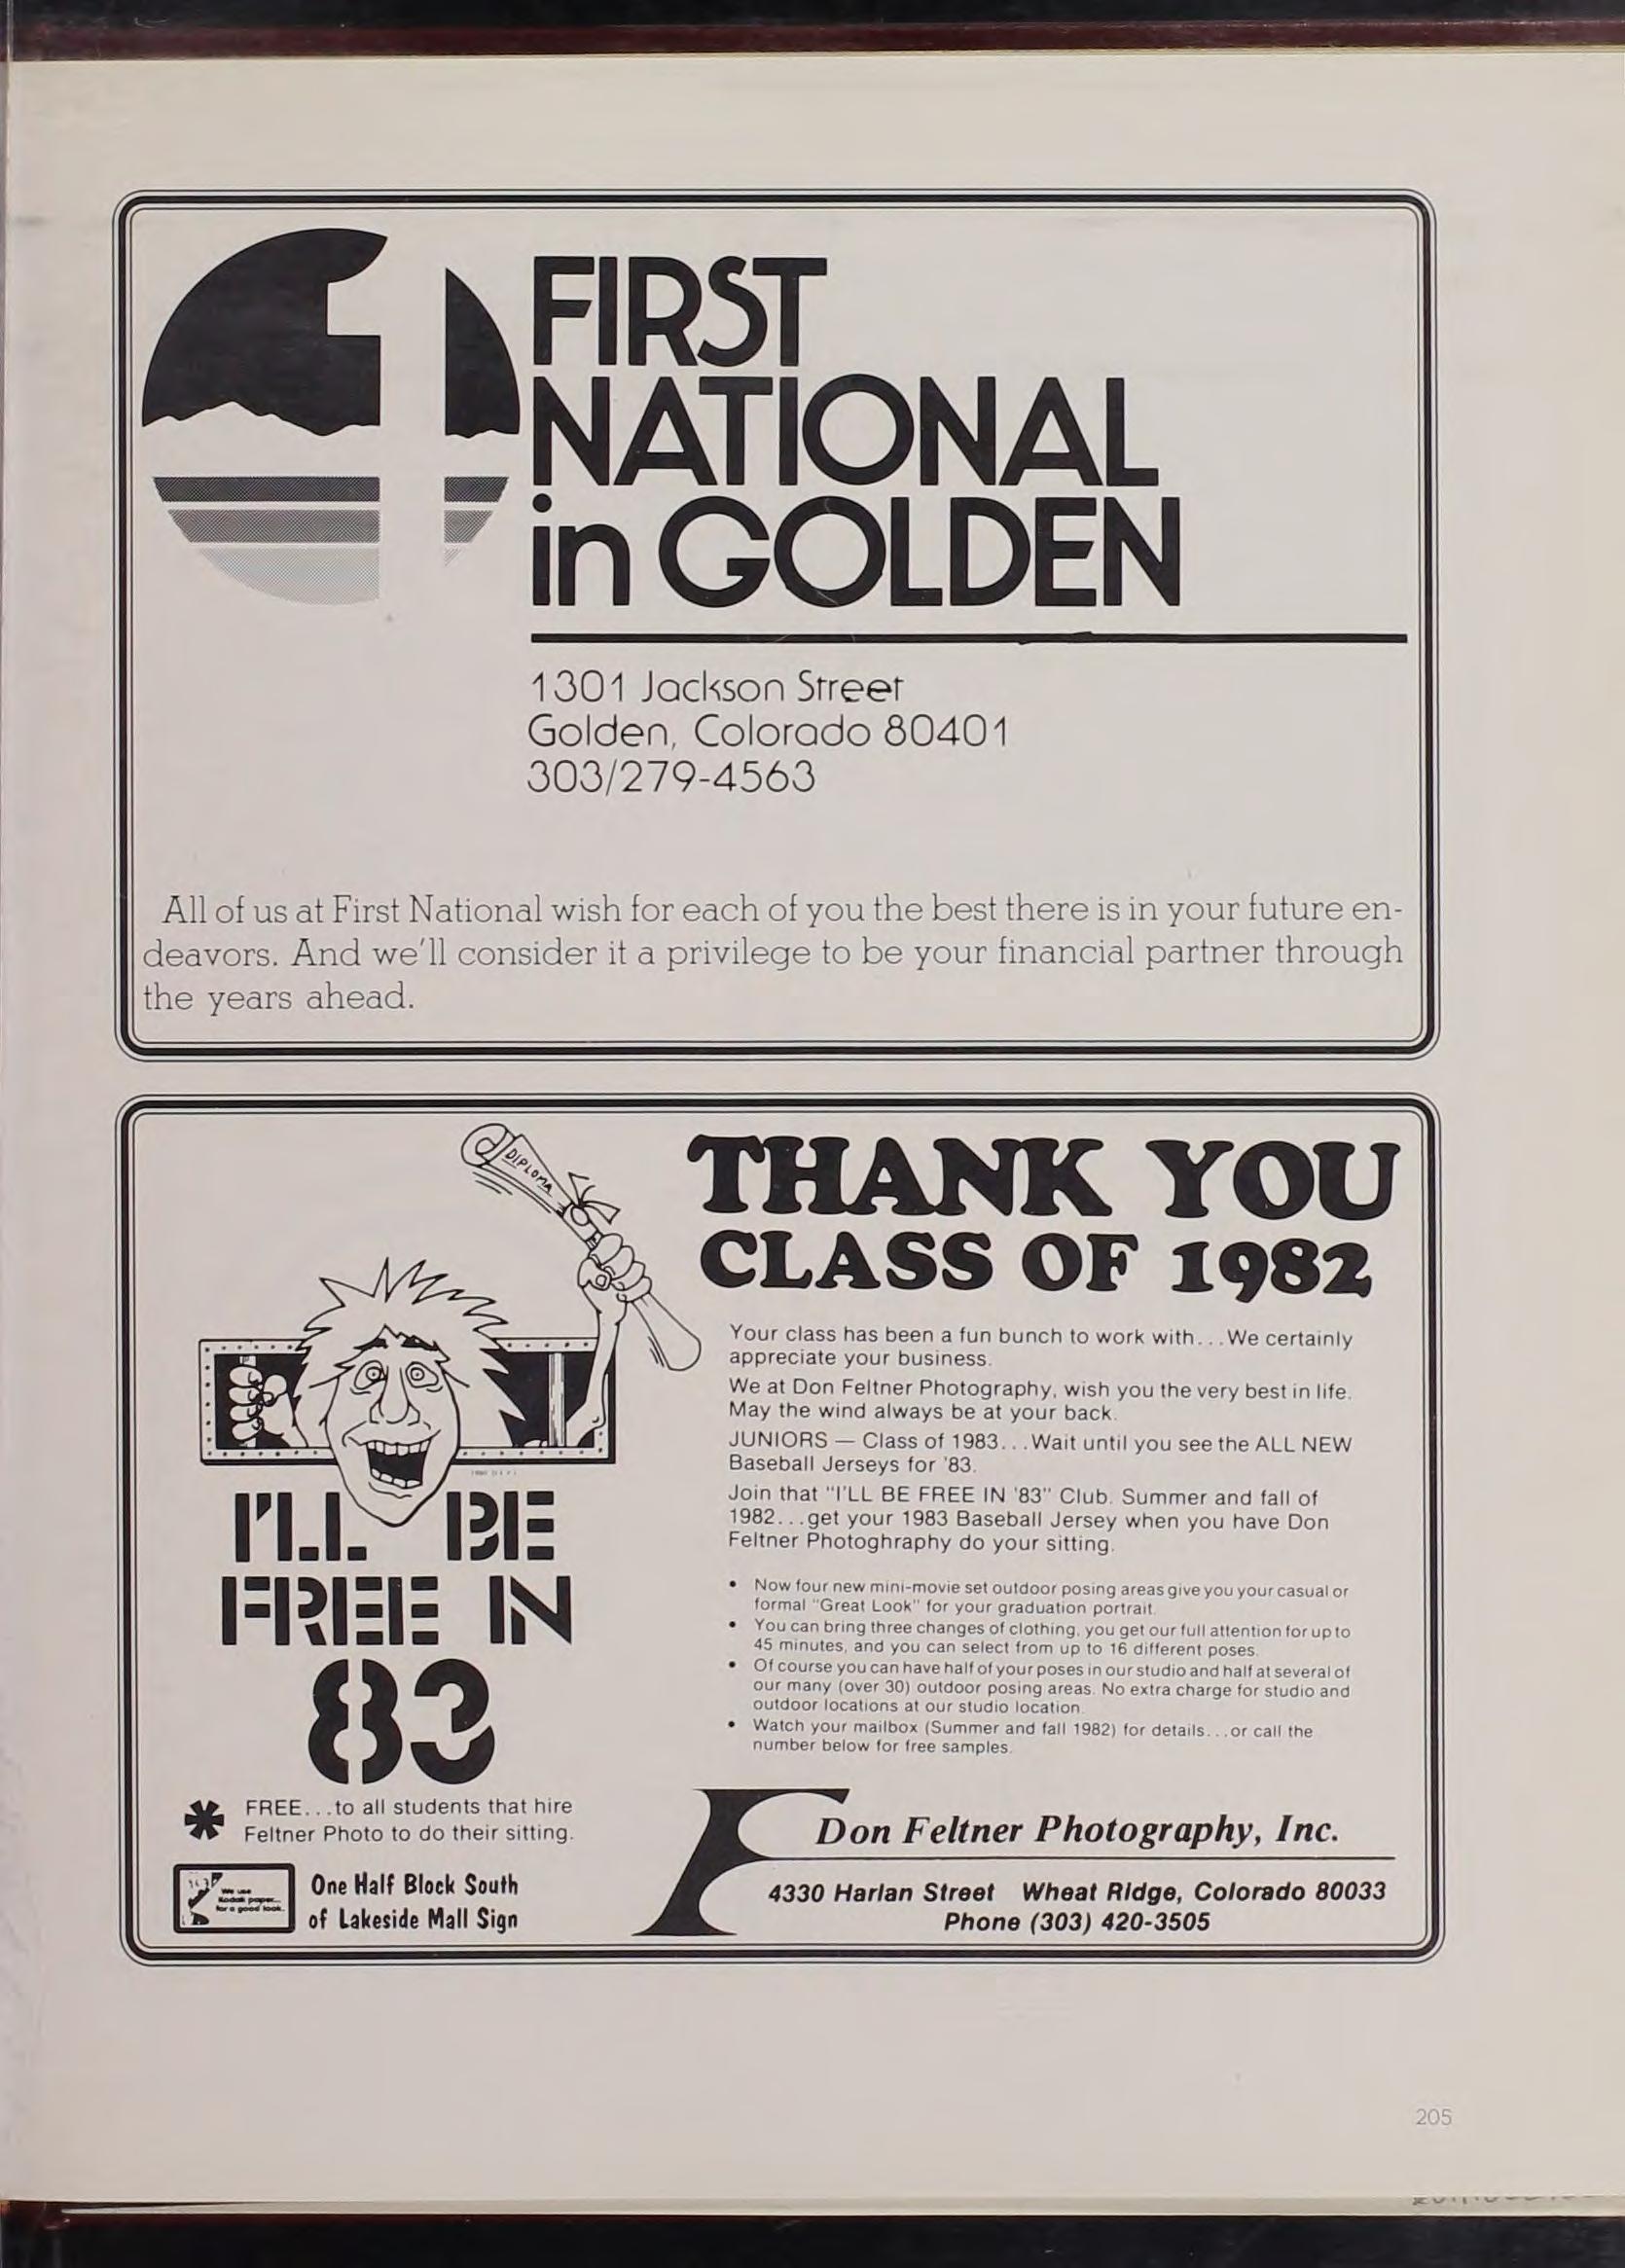 FIRST
NATIONAL
in GOLDEN
1301 Jackson Street
Golden, Colorado 80401
303/279-4563
All of us at First National wish for each of you the best there is in your future en-
deavors. And we'll consider it a privilege to be your financial partner through
the years ahead.
DIPLOMA
I'LL BE
FREE IN
83
* FREE...to all students that hire
Feltner Photo to do their sitting.
We use
Kodak paper...
for a good look.
One Half Block South
of Lakeside Mall Sign
THANK YOU
CLASS OF 1982
Your class has been a fun bunch to work with...We certainly
appreciate your business.
We at Don Feltner Photography, wish you the very best in life.
May the wind always be at your back.
JUNIORS — Class of 1983...Wait until you see the ALL NEW
Baseball Jerseys for '83.
Join that "I'LL BE FREE IN '83" Club. Summer and fall of
1982...get your 1983 Baseball Jersey when you have Don
Feltner Photoghraphy do your sitting.
• Now four new mini-movie set outdoor posing areas give you your casual or
formal "Great Look" for your graduation portrait.
• You can bring three changes of clothing, you get our full attention for up to
45 minutes, and you can select from up to 16 different poses.
• Of course you can have half of your poses in our studio and half at several of
our many (over 30) outdoor posing areas. No extra charge for studio and
outdoor locations at our studio location.
• Watch your mailbox (Summer and fall 1982) for details...or call the
number below for free samples.
Don Feltner Photography, Inc.
4330 Harlan Street Wheat Ridge, Colorado 80033
Phone (303) 420-3505
205